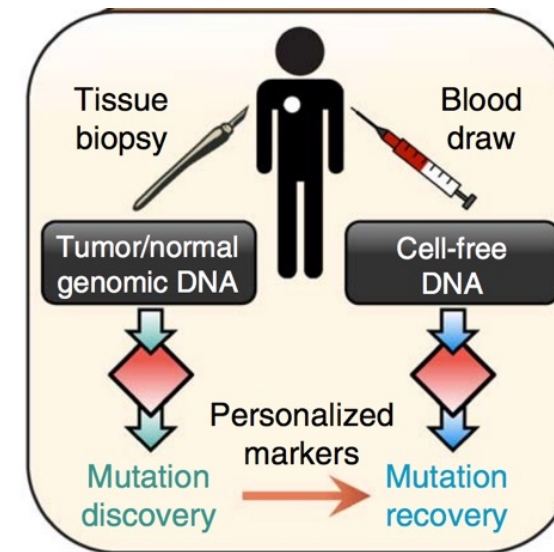 Tissue
biopsy
Blood
draw
Tumor/normal
genomic DNA
Cell-free
DNA
Personalized
markers
Mutation
discovery
Mutation
recovery